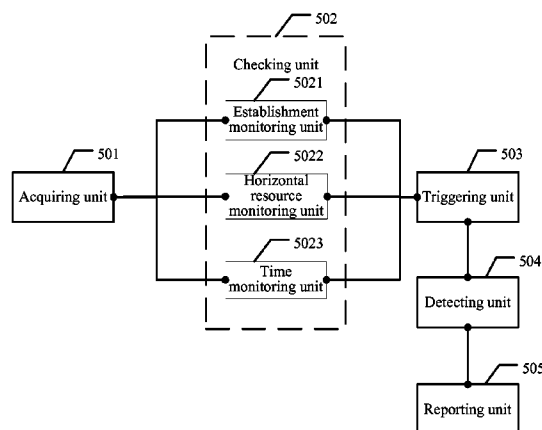 502
Checking unit
5021
Establishment
monitoring unit
501
Acquiring unit
5022
Horizontal
resource
monitoring unit
503
Triggering unit
5023
Time
monitoring unit
504
Detecting unit
505
Reporting unit